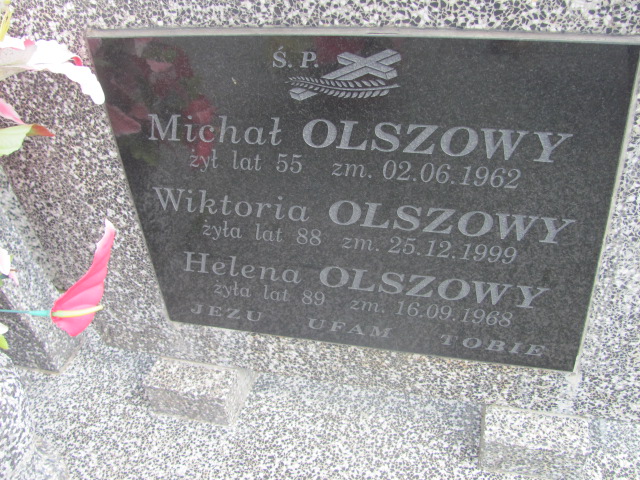 Ś. P.
Michał OLSZOWY
żył lat 55 zm. 02.06.1962
Wiktoria OLSZOWY
żyła lat 88 zm. 25.12.1999
Helena OLSZOWY
żyła lat 89 zm. 16.09.1968
JEZU UFAM TOBIE